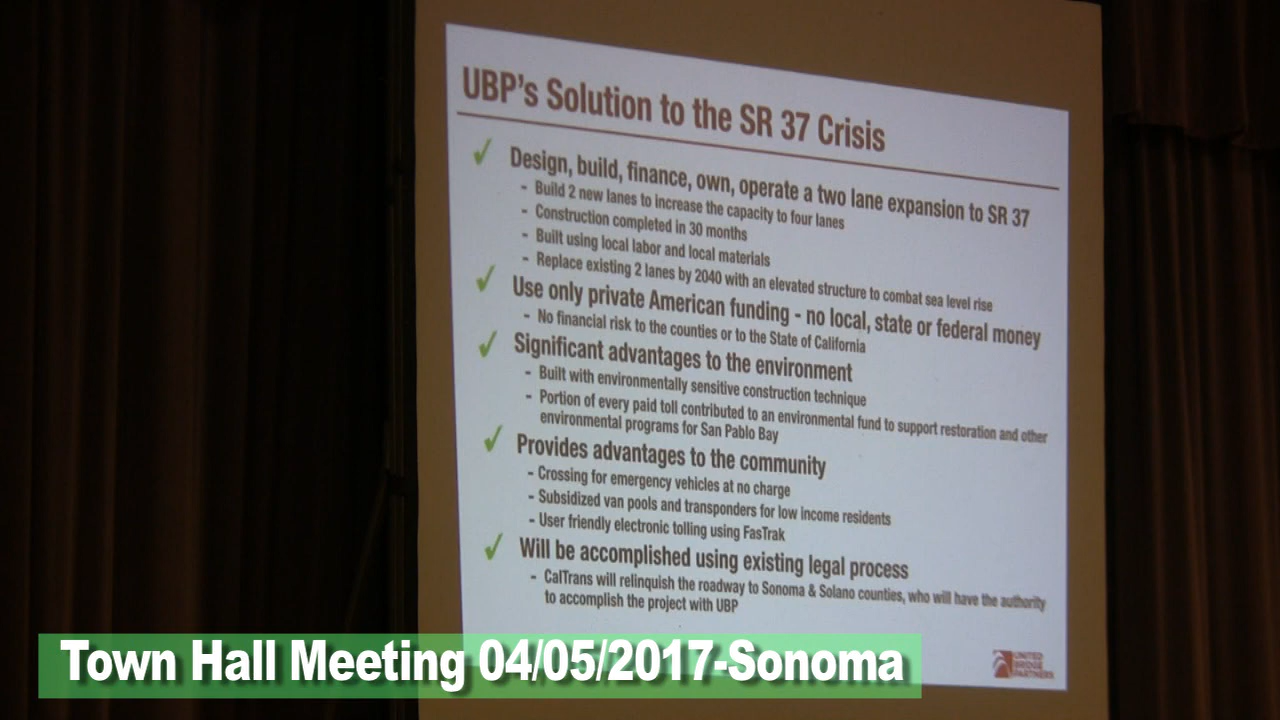 UBP's Solution to the SR 37 Crisis
✓ Design, build, finance, own, operate a two lane expansion to SR 37
- Build 2 new lanes to increase the capacity to four lanes
- Construction completed in 30 months
- Built using local labor and local materials
- Replace existing 2 lanes by 2040 with an elevated structure to combat sea level rise
✓ Use only private American funding - no local, state or federal money
- No financial risk to the counties or to the State of California
✓ Significant advantages to the environment
- Built with environmentally sensitive construction technique
- Portion of every paid toll contributed to an environmental fund to support restoration and other
environmental programs for San Pablo Bay
✓ Provides advantages to the community
- Crossing for emergency vehicles at no charge
- Subsidized van pools and transponders for low income residents
- User friendly electronic tolling using FasTrak
✓ Will be accomplished using existing legal process
- CalTrans will relinquish the roadway to Sonoma & Solano counties, who will have the authority
to accomplish the project with UBP
UNITED
BRIDGE
PARTNERS
Town Hall Meeting 04/05/2017-Sonoma